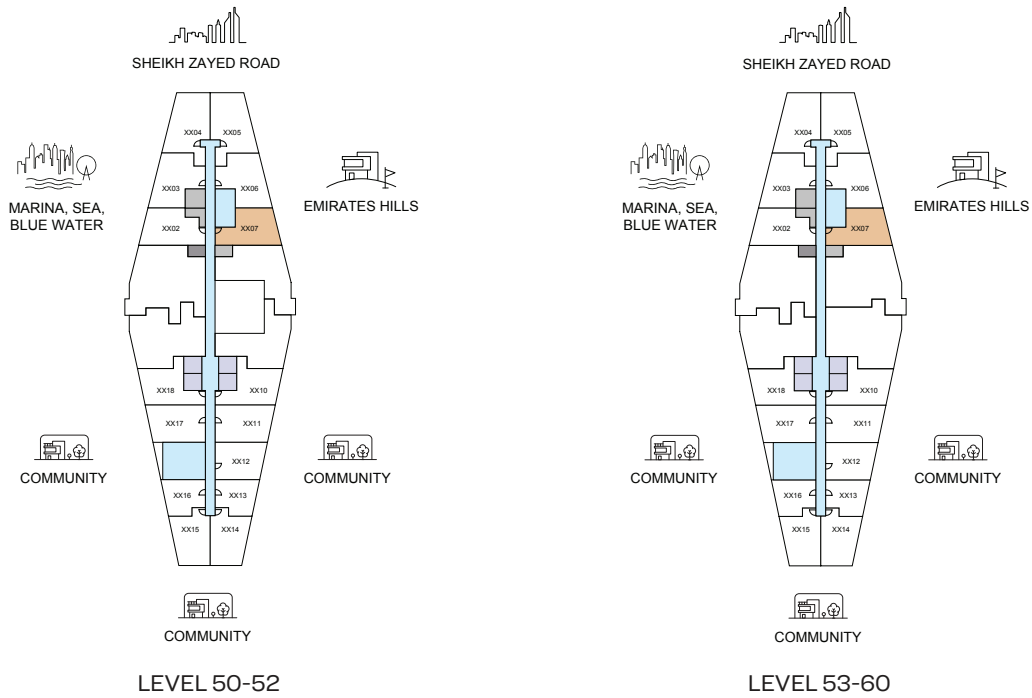 SHEIKH ZAYED ROAD
MARINA, SEA,
BLUE WATER
EMIRATES HILLS
XX04
XX05
XX03
XX06
XX02
XX07
XX18
XX10
XX17
XX11
XX12
XX16
XX13
XX15
XX14
COMMUNITY
COMMUNITY
COMMUNITY
LEVEL 50-52
SHEIKH ZAYED ROAD
MARINA, SEA,
BLUE WATER
EMIRATES HILLS
XX04
XX05
XX03
XX06
XX02
XX07
XX18
XX10
XX17
XX11
XX12
XX16
XX13
XX15
XX14
COMMUNITY
COMMUNITY
COMMUNITY
LEVEL 53-60